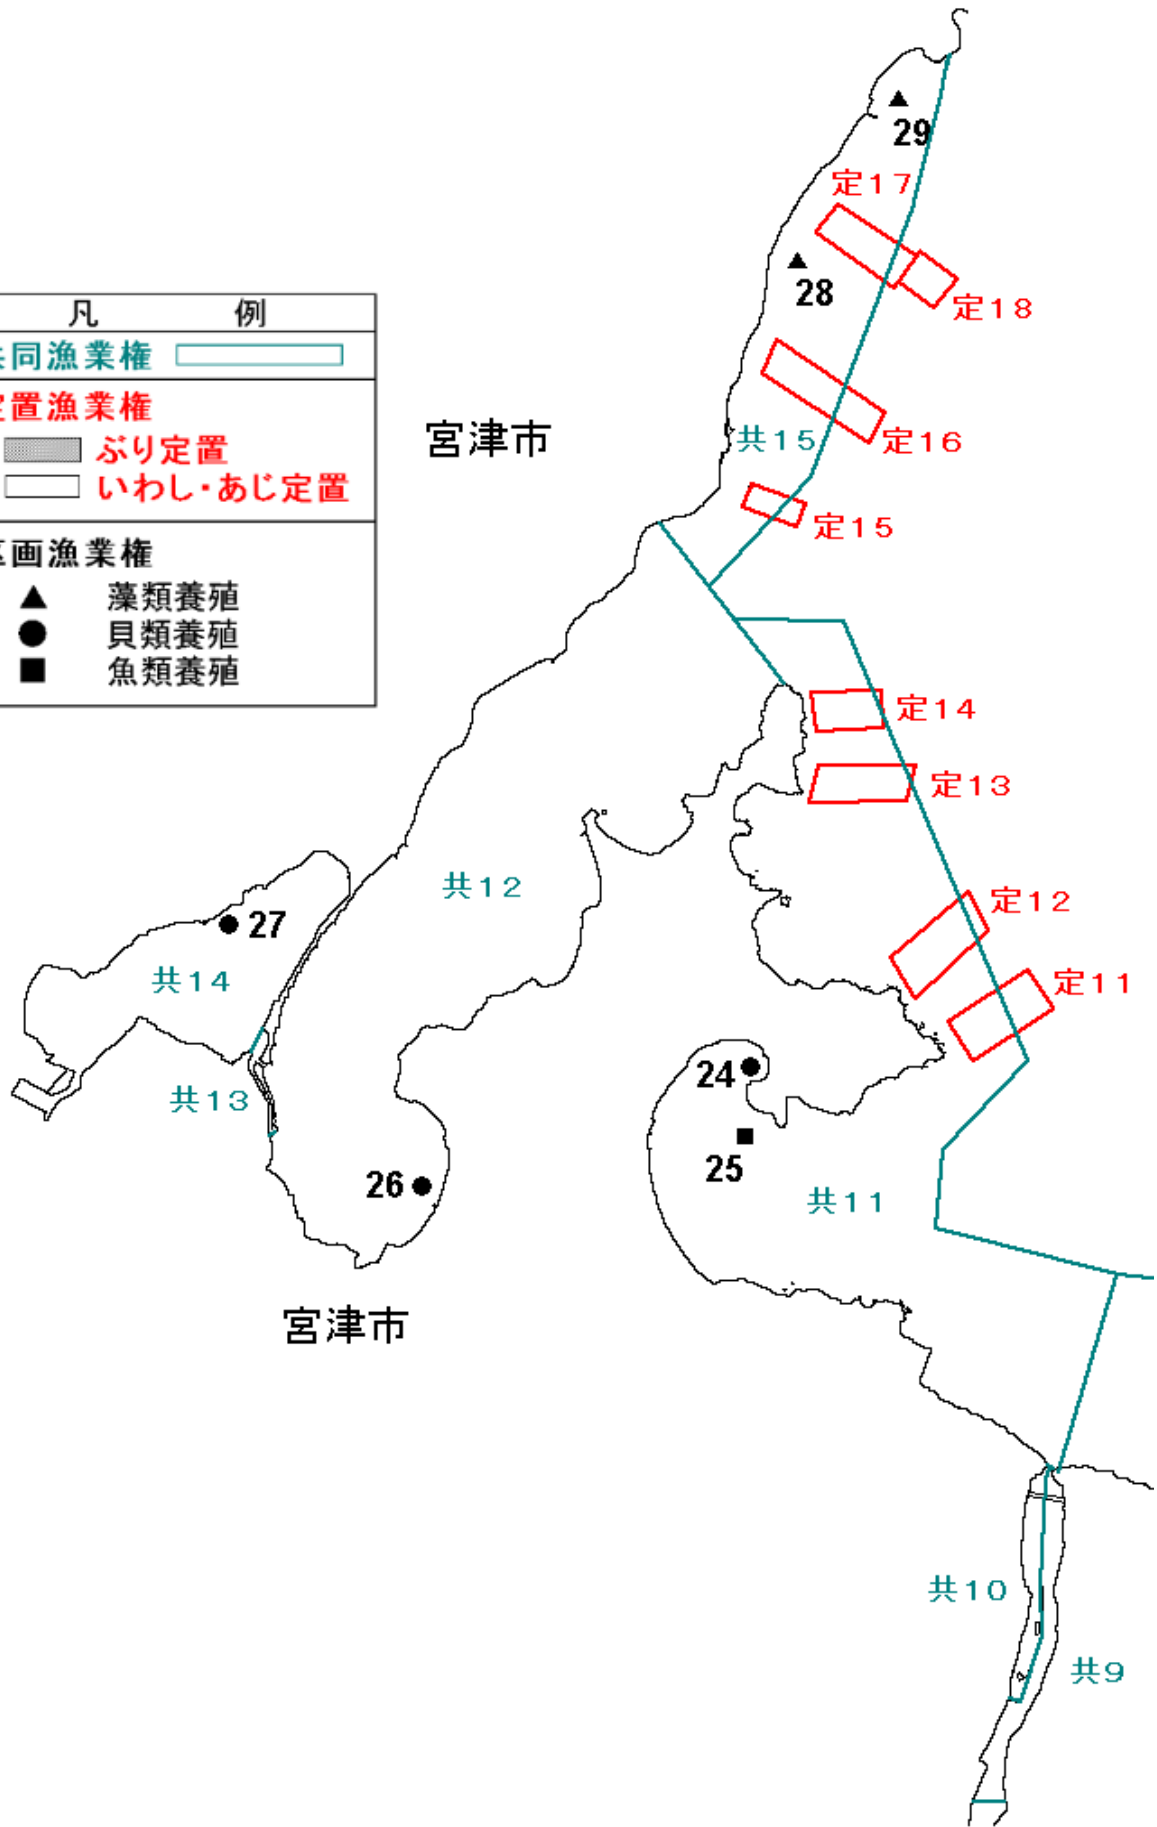 29
定17
28
定18
凡 例
共同漁業権
定置漁業権
ぶり定置
いわし・あじ定置
区画漁業権
▲ 藻類養殖
● 貝類養殖
■ 魚類養殖
宮津市
共15
定16
定15
定14
定13
共12
定12
27
共14
定11
24
共13
25
26
共11
宮津市
共10
共9